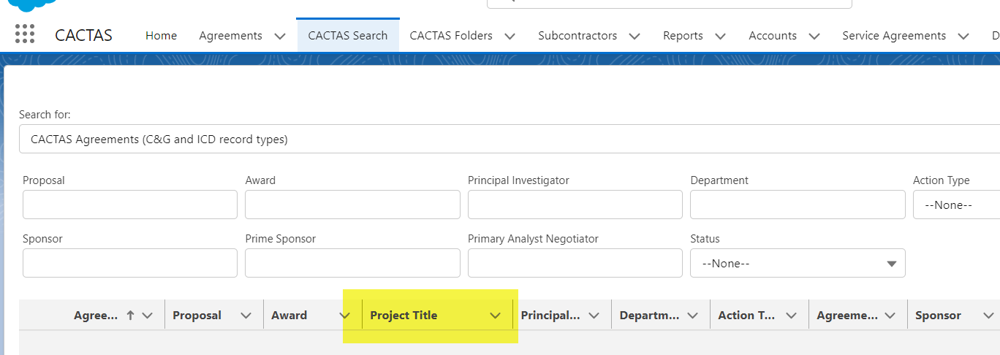 CACTAS Home Agreements CACTAS Search CACTAS Folders Subcontractors Reports Accounts Service Agreements D
Search for:
CACTAS Agreements (C&G and ICD record types)
Proposal Award Principal Investigator Department Action Type
--None--
Sponsor Prime Sponsor Primary Analyst Negotiator Status
--None--
Agree... Proposal Award Project Title Principal... Departm... Action T... Agreeme... Sponsor